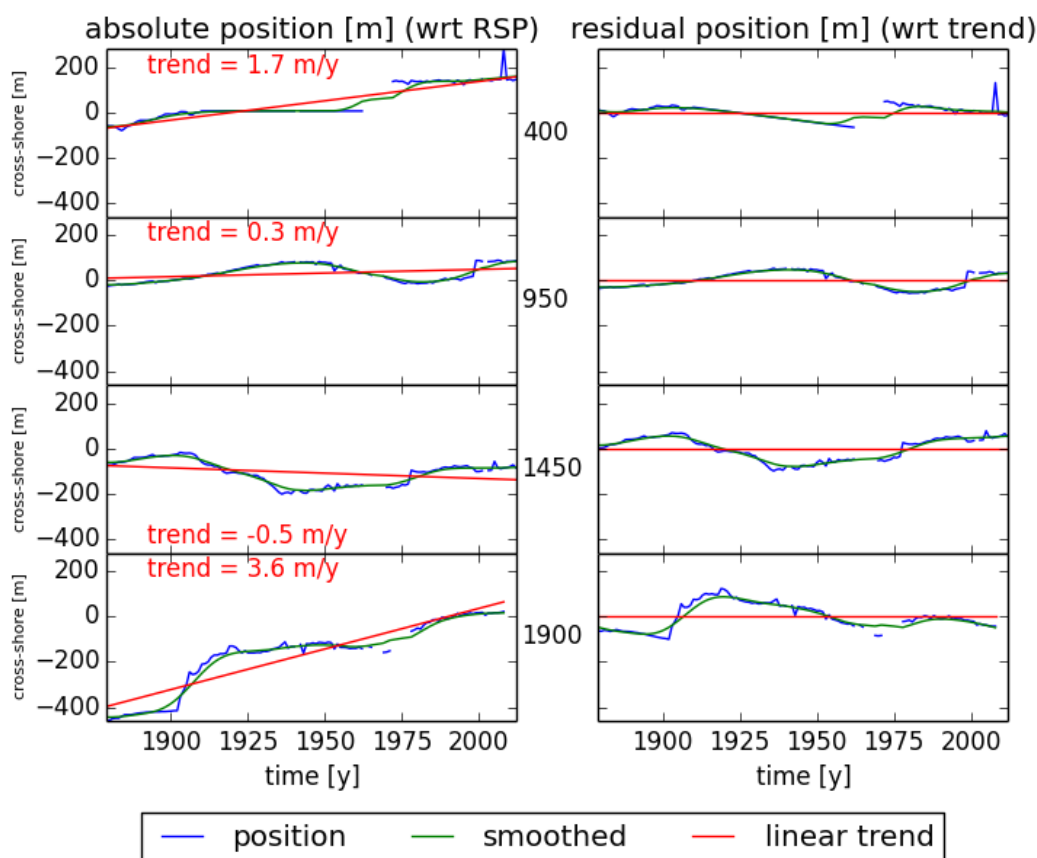 absolute position [m] (wrt RSP)
residual position [m] (wrt trend)
cross-shore [m]
200
0
−200
−400
trend = 1.7 m/y
400
cross-shore [m]
200
0
−200
−400
trend = 0.3 m/y
950
cross-shore [m]
200
0
−200
−400
trend = -0.5 m/y
1450
cross-shore [m]
200
0
−200
−400
trend = 3.6 m/y
1900
1900 1925 1950 1975 2000
1900 1925 1950 1975 2000
time [y]
time [y]
position smoothed linear trend